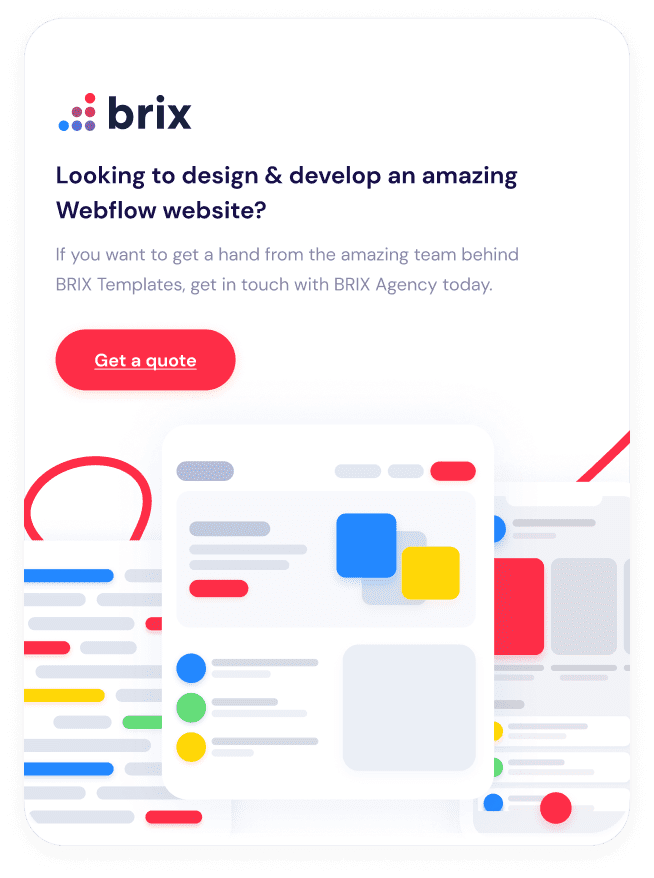 brix
Looking to design & develop an amazing
Webflow website?
If you want to get a hand from the amazing team behind
BRIX Templates, get in touch with BRIX Agency today.
Get a quote